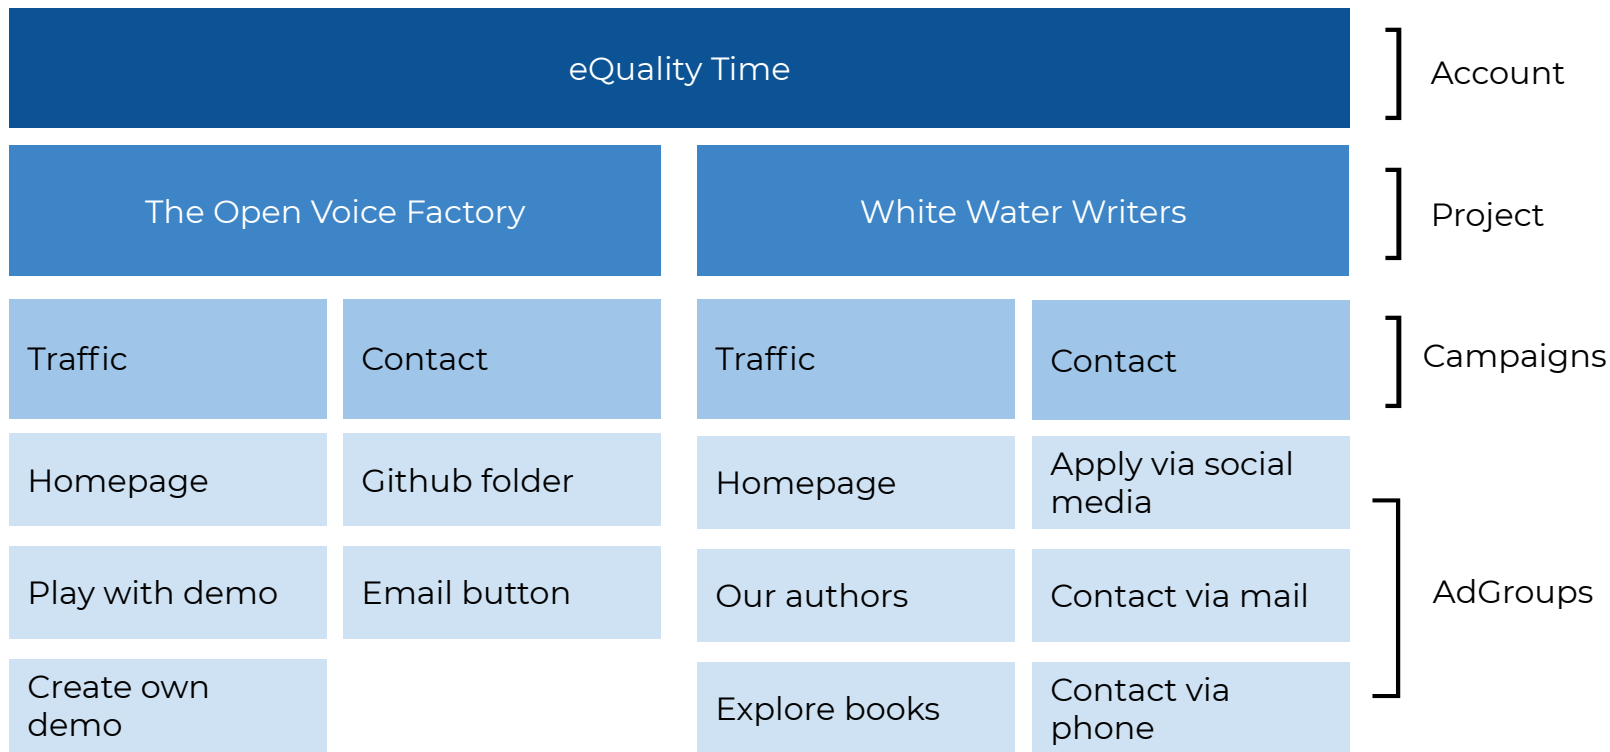 eQuality Time
Account
The Open Voice Factory
White Water Writers
Project
Traffic
Contact
Traffic
Contact
Campaigns
Homepage
Github folder
Homepage
Apply via social
media
Play with demo
Email button
Our authors
Contact via mail
AdGroups
Create own
demo
Explore books
Contact via
phone